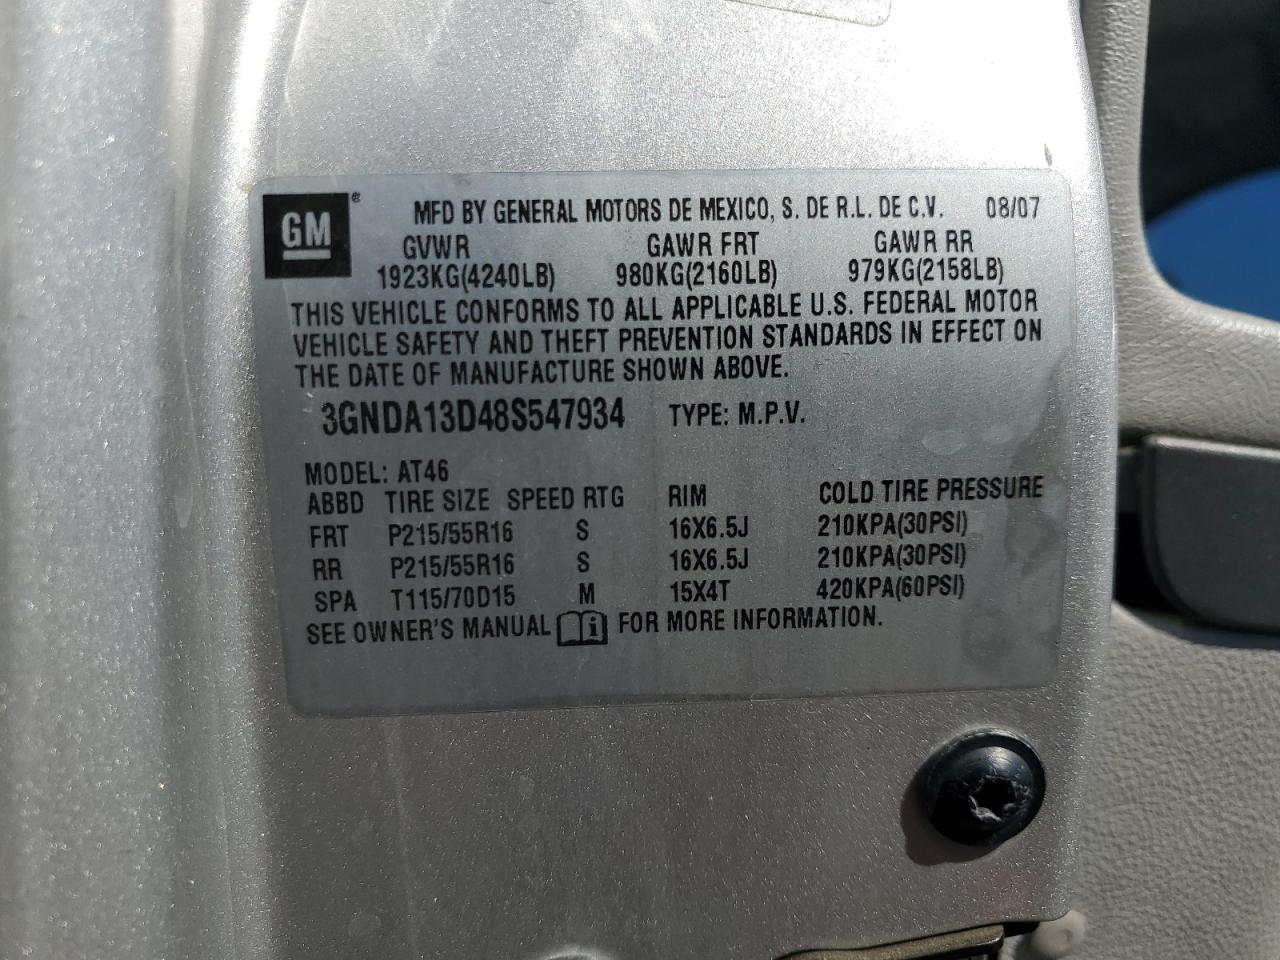 GM ® MFD BY GENERAL MOTORS DE MEXICO, S. DE R.L. DE C.V. 08/07
GVWR GAWR FRT GAWR RR
1923KG(4240LB) 980KG(2160LB) 979KG(2158LB)
THIS VEHICLE CONFORMS TO ALL APPLICABLE U.S. FEDERAL MOTOR
VEHICLE SAFETY AND THEFT PREVENTION STANDARDS IN EFFECT ON
THE DATE OF MANUFACTURE SHOWN ABOVE.
3GNDA13D48S547934 TYPE: M.P.V.
MODEL: AT46
ABBD TIRE SIZE SPEED RTG RIM COLD TIRE PRESSURE
FRT P215/55R16 S 16X6.5J 210KPA(30PSI)
RR P215/55R16 S 16X6.5J 210KPA(30PSI)
SPA T115/70D15 M 15X4T 420KPA(60PSI)
SEE OWNER'S MANUAL i FOR MORE INFORMATION.